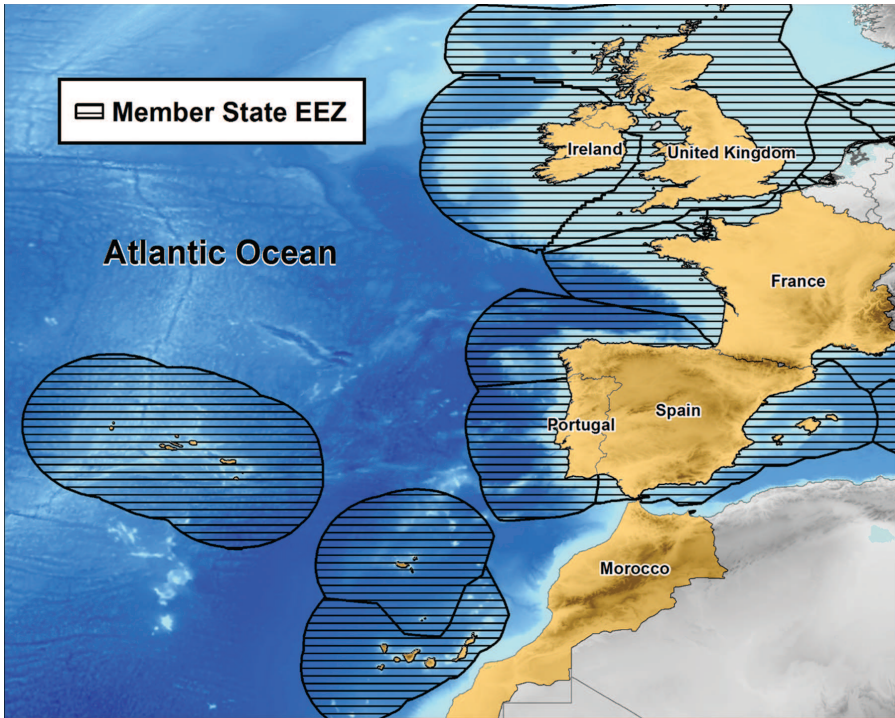 Member State EEZ
Ireland
United Kingdom
Atlantic Ocean
France
Portugal
Spain
Morocco